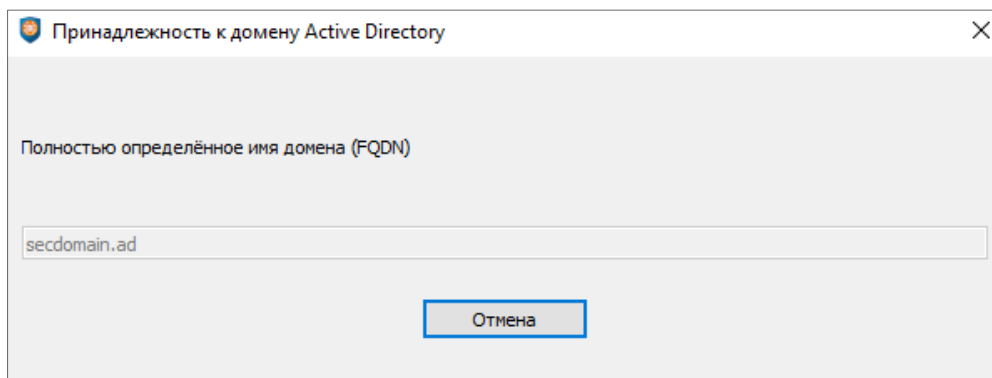 Принадлежность к домену Active Directory
Полностью определённое имя домена (FQDN)
secdomain.ad
Отмена